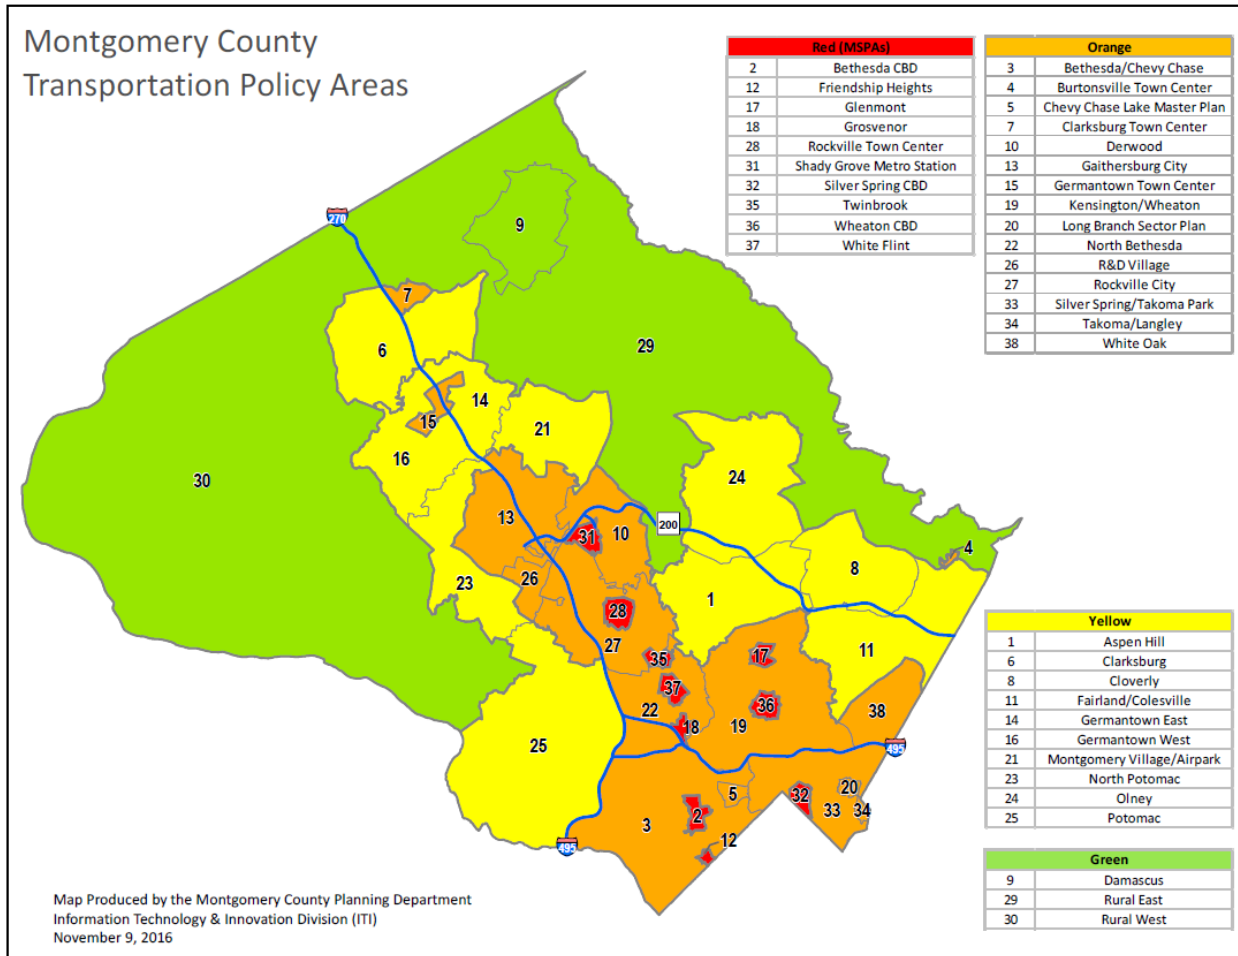 Montgomery County
Transportation Policy Areas
Red (MSPAs)
2 Bethesda CBD
12 Friendship Heights
17 Glenmont
18 Grosvenor
28 Rockville Town Center
31 Shady Grove Metro Station
32 Silver Spring CBD
35 Twinbrook
36 Wheaton CBD
37 White Flint
Orange
3 Bethesda/Chevy Chase
4 Burtonsville Town Center
5 Chevy Chase Lake Master Plan
7 Clarksburg Town Center
10 Derwood
13 Gaithersburg City
15 Germantown Town Center
19 Kensington/Wheaton
20 Long Branch Sector Plan
22 North Bethesda
26 R&D Village
27 Rockville City
33 Silver Spring/Takoma Park
34 Takoma/Langley
38 White Oak
270
9
7
6
29
14
15
21
16
24
30
13
200
31
10
4
26
8
23
28
1
27
11
35
17
37
22
36
38
18
19
25
495
5
20
32
2
33
34
3
12
495
Yellow
1 Aspen Hill
6 Clarksburg
8 Cloverly
11 Fairland/Colesville
14 Germantown East
16 Germantown West
21 Montgomery Village/Airpark
23 North Potomac
24 Olney
25 Potomac
Green
9 Damascus
29 Rural East
30 Rural West
Map Produced by the Montgomery County Planning Department
Information Technology & Innovation Division (ITI)
November 9, 2016